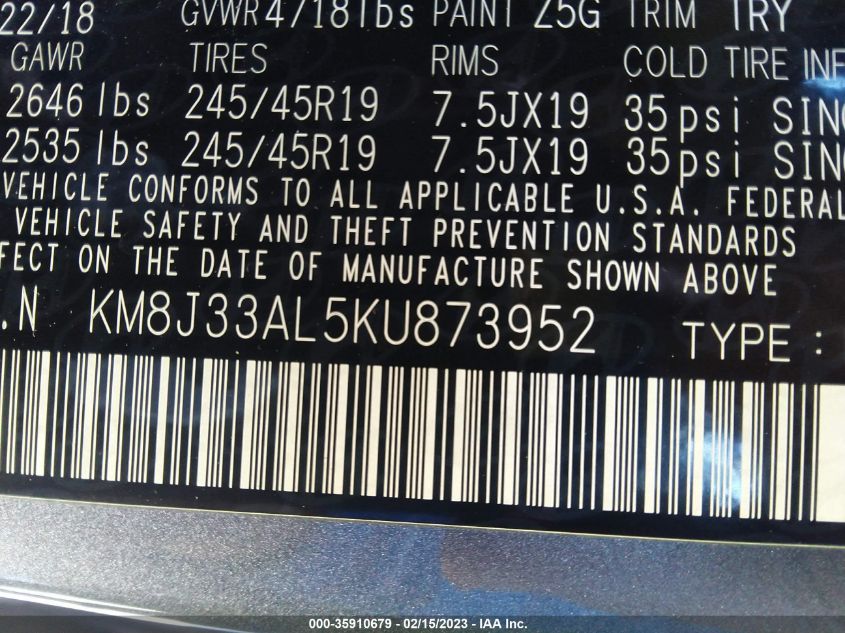 22/18 GVWR 4718lbs PAINT Z5G TRIM TRY
GAWR TIRES RIMS COLD TIRE INF
2646lbs 245/45R19 7.5JX19 35psi SING
2535lbs 245/45R19 7.5JX19 35psi SING
VEHICLE CONFORMS TO ALL APPLICABLE U.S.A. FEDERAL
VEHICLE SAFETY AND THEFT PREVENTION STANDARDS
FECT ON THE DATE OF MANUFACTURE SHOWN ABOVE
.N KM8J33AL5KU873952 TYPE :
000-35910679 — 02/15/2023 — IAA Inc.